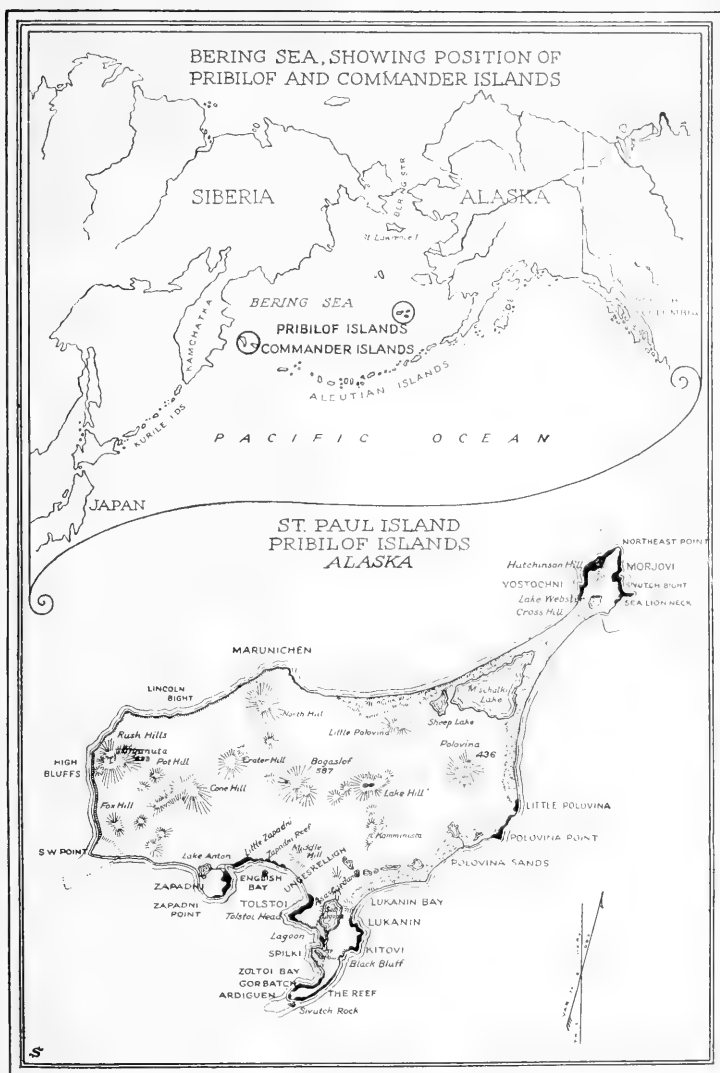 BERING SEA, SHOWING POSITION OF
PRIBILOF AND COMMANDER ISLANDS
SIBERIA
BERING STR
ALASKA
KAMCHATKA
BERING SEA
PRIBILOF ISLANDS
COMMANDER ISLANDS
ALEUTIAN ISLANDS
KURILE IDS
PACIFIC OCEAN
JAPAN
ST. PAUL ISLAND
PRIBILOF ISLANDS
ALASKA
NORTHEAST POINT
Hutchinson Hill
MORJOVI
VOSTOCHNI
Lake Webster
SEA LION NECK
Cross Hill
MARUNICHEN
LINCOLN
BIGHT
North Hill
Sheep Lake
Lake
Little Polovina
Rush Hills
HIGH
BLUFFS
Pot Hill
Crater Hill
Bogaslof
587
Polovina
436
Cone Hill
Lake Hill
Fox Hill
LITTLE POLOVINA
Kamminista
POLOVINA POINT
S W POINT
Lake Anton
Little Zapadni
Zapadni Reef
Middle
Hill
POLOVINA SANDS
ZAPADNI
ENGLISH
BAY
ZAPADNI
POINT
TOLSTOI
Tolstoi Head
LUKANIN BAY
LUKANIN
Lagoon
SPILKI
KITOVI
Black Bluff
ZOLTOI BAY
GORBATCH
ARDIGUEN
THE REEF
Sivutch Rock
S